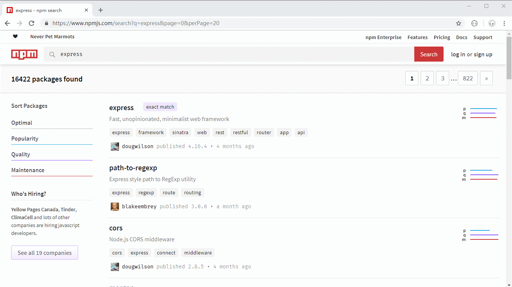 express - npm search
https://www.npmjs.com/search?q=express&page=0&perPage=20
Never Pet Marmots
npm Enterprise Features Pricing Docs Support
npm
express
Search
log in or sign up
16422 packages found
1 2 3 ... 822 »
Sort Packages
Optimal
Popularity
Quality
Maintenance
Who's Hiring?
Yellow Pages Canada, Tinder,
ClimaCell and lots of other
companies are hiring javascript
developers.
See all 19 companies
express exact match
Fast, unopinionated, minimalist web framework
express framework sinatra web rest restful router app api
dougwilson published 4.16.4 • 4 months ago
p
q
m
path-to-regexp
Express style path to RegExp utility
express regexp route routing
blakeembrey published 3.0.0 • a month ago
p
q
m
cors
Node.js CORS middleware
cors express connect middleware
dougwilson published 2.8.5 • 4 months ago
p
q
m